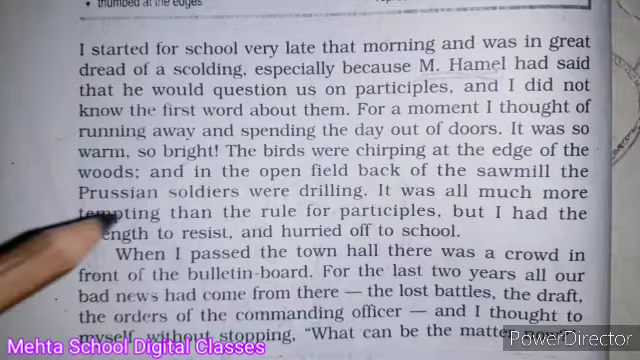 • thumbed at the edges
I started for school very late that morning and was in great
dread of a scolding, especially because M. Hamel had said
that he would question us on participles, and I did not
know the first word about them. For a moment I thought of
running away and spending the day out of doors. It was so
warm, so bright! The birds were chirping at the edge of the
woods; and in the open field back of the sawmill the
Prussian soldiers were drilling. It was all much more
tempting than the rule for participles, but I had the
ength to resist, and hurried off to school.
When I passed the town hall there was a crowd in
front of the bulletin-board. For the last two years all our
bad news had come from there — the lost battles, the draft,
the orders of the commanding officer — and I thought to
myself, without stopping, "What can be the matter
PowerDirector
Mehta School Digital Classes